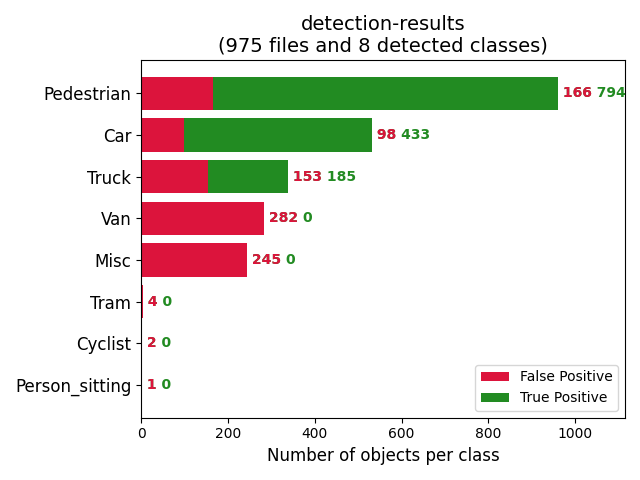 detection-results
(975 files and 8 detected classes)
Pedestrian 166 794
Car 98 433
Truck 153 185
Van 282 0
Misc 245 0
Tram 4 0
Cyclist 2 0
Person_sitting 1 0
False Positive
True Positive
0 200 400 600 800 1000
Number of objects per class